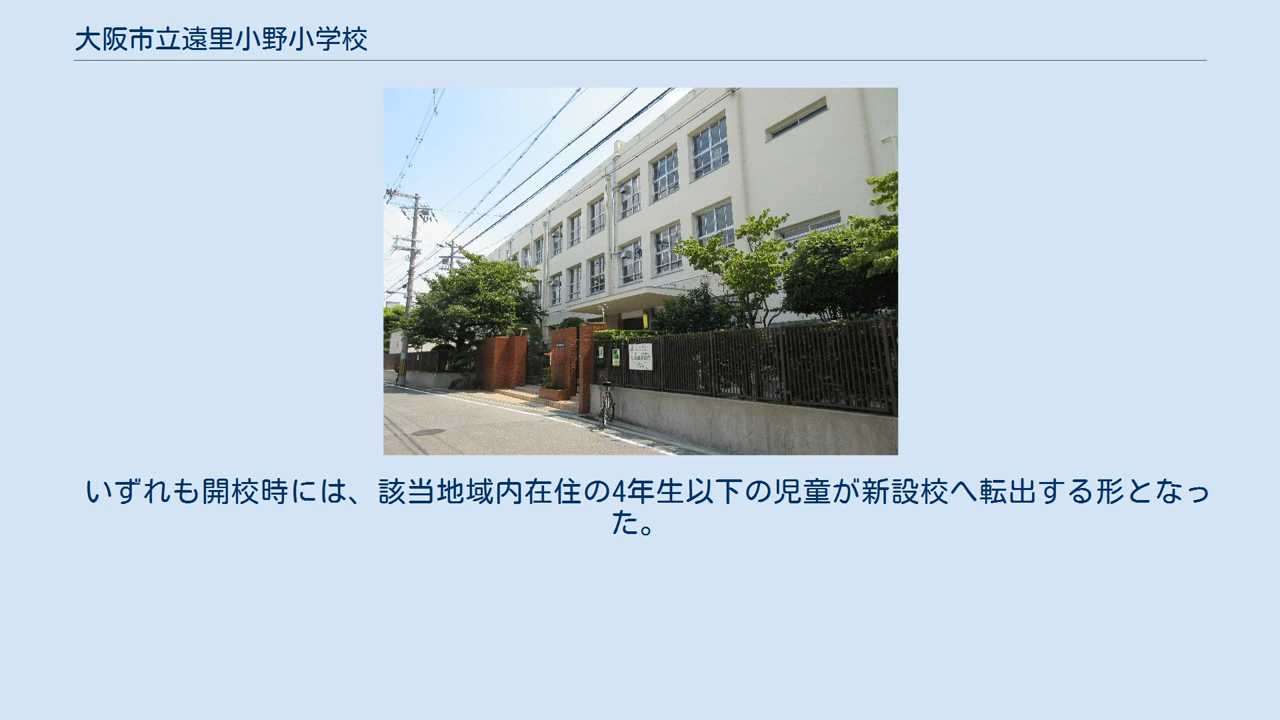 大阪市立遠里小野小学校
いずれも開校時には、該当地域内在住の4年生以下の児童が新設校へ転出する形となっ
た。